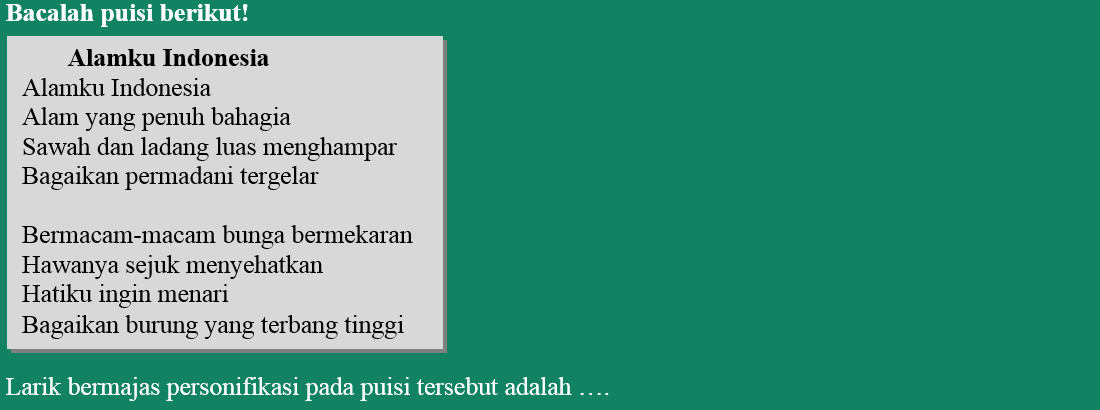 Bacalah puisi berikut!
Alamku Indonesia
Alamku Indonesia
Alam yang penuh bahagia
Sawah dan ladang luas menghampar
Bagaikan permadani tergelar
Bermacam-macam bunga bermekaran
Hawanya sejuk menyehatkan
Hatiku ingin menari
Bagaikan burung yang terbang tinggi
Larik bermajas personifikasi pada puisi tersebut adalah ….